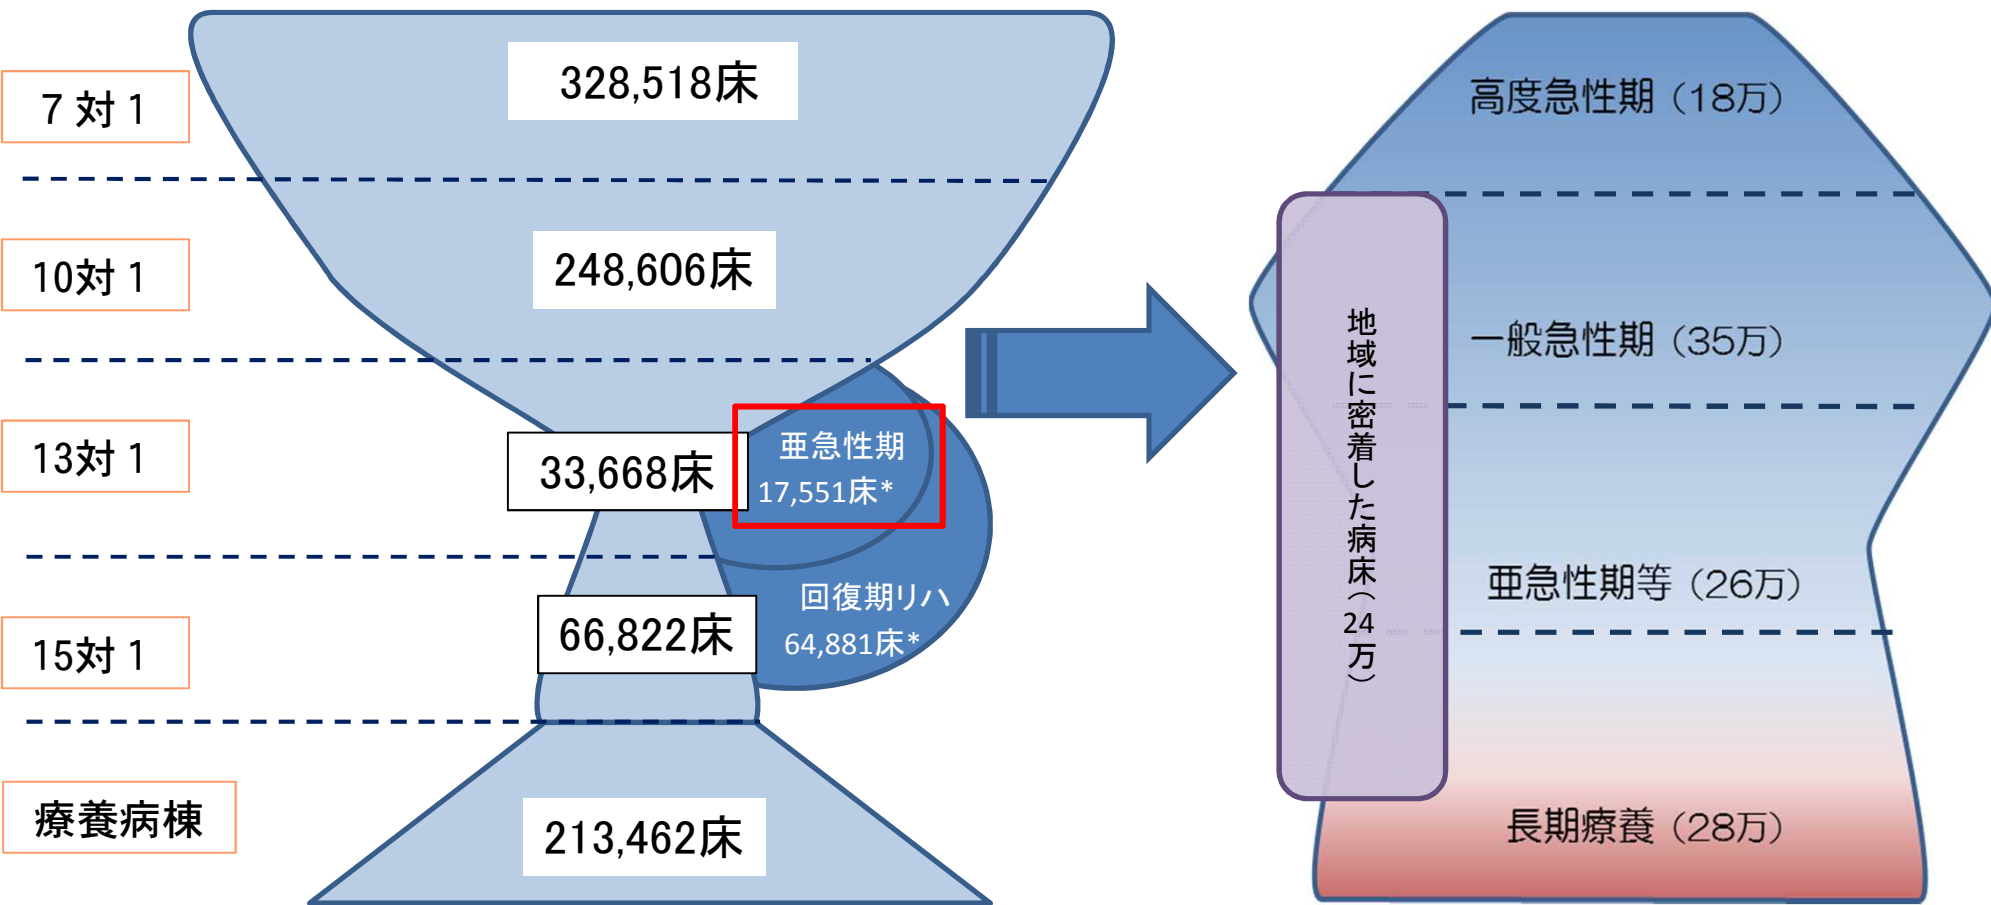 7対1
328,518床
10対1
248,606床
13対1
33,668床
亜急性期
17,551床*
15対1
66,822床
回復期リハ
64,881床*
療養病棟
213,462床
高度急性期（18万）
一般急性期（35万）
亜急性期等（26万）
長期療養（28万）
地域に密着した病床（24万）